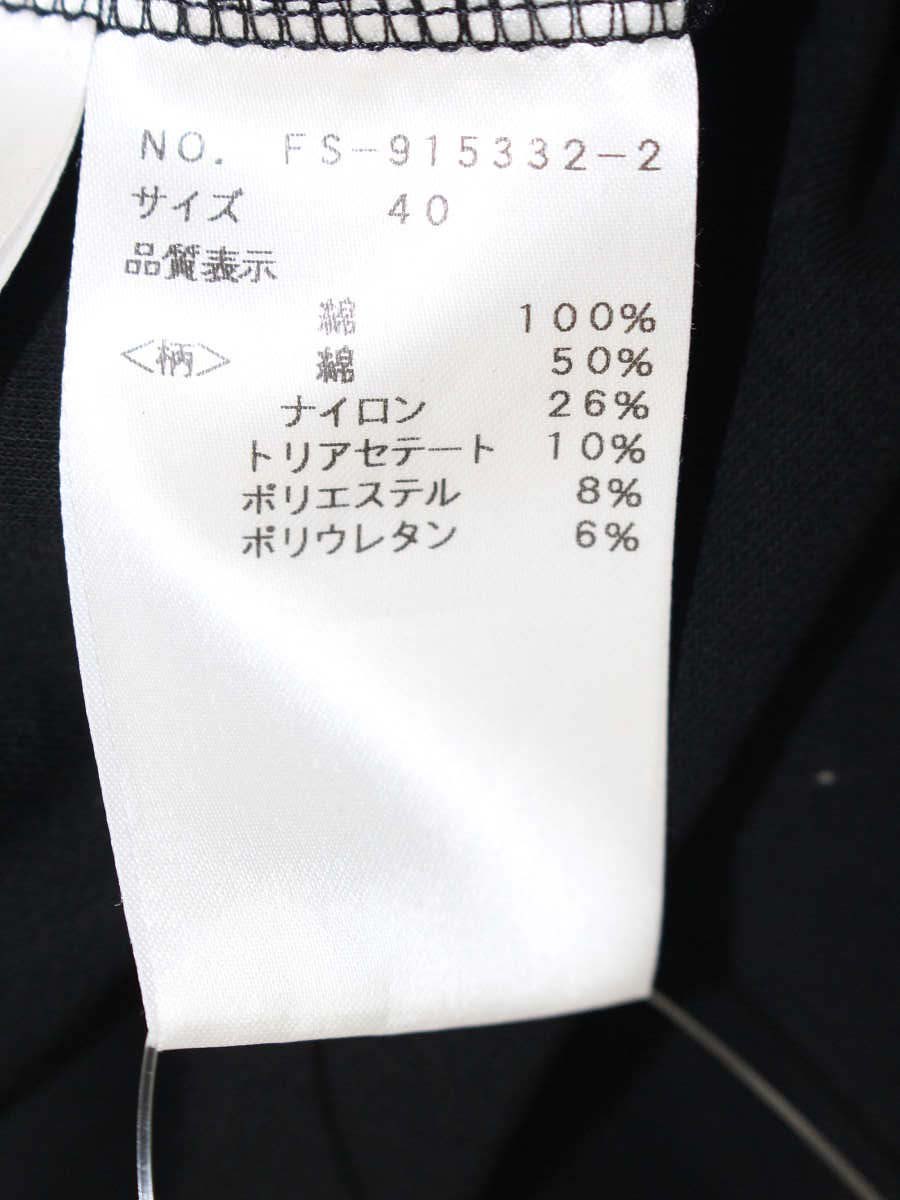 NO. FS-915332-2
サイズ 40
品質表示
綿 100%
<柄> 綿 50%
ナイロン 26%
トリアセテート 10%
ポリエステル 8%
ポリウレタン 6%